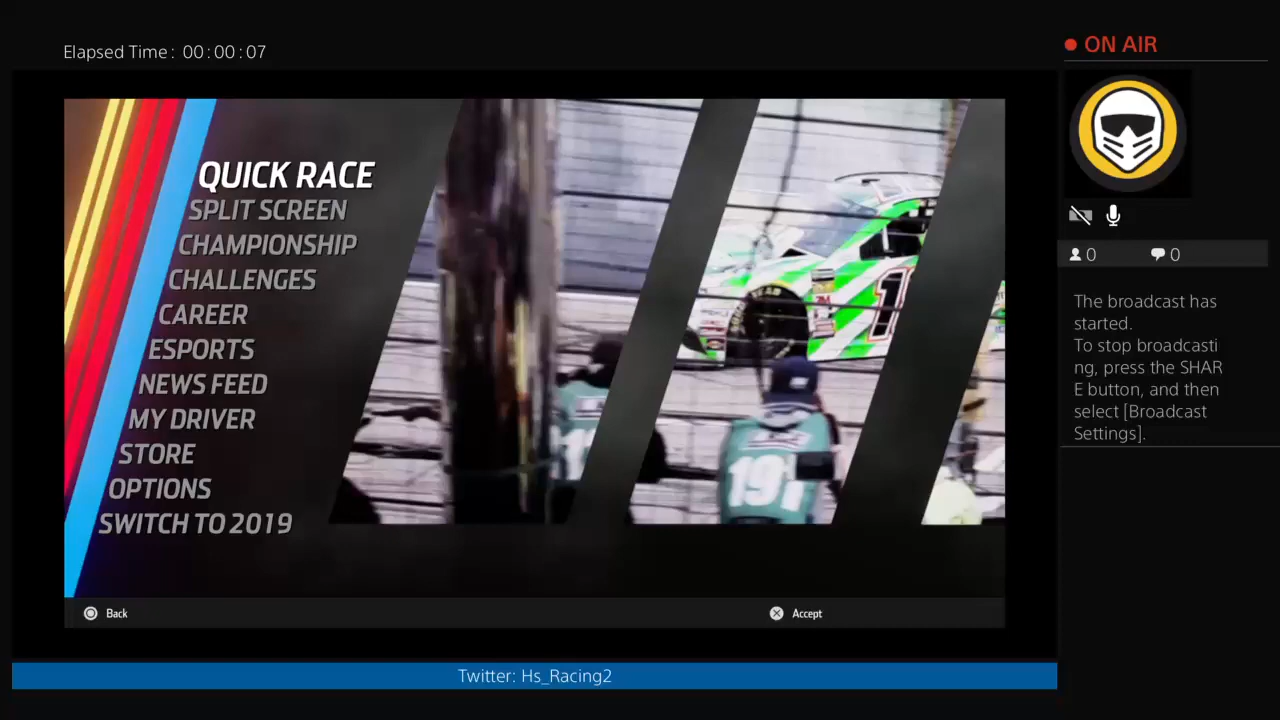 Elapsed Time: 00:00:07
ON AIR
QUICK RACE
SPLIT SCREEN
CHAMPIONSHIP
CHALLENGES
CAREER
ESPORTS
NEWS FEED
MY DRIVER
STORE
OPTIONS
SWITCH TO 2019
19
1
Back
Accept
0
0
The broadcast has
started.
To stop broadcasti
ng, press the SHAR
E button, and then
select [Broadcast
Settings].
Twitter: Hs_Racing2